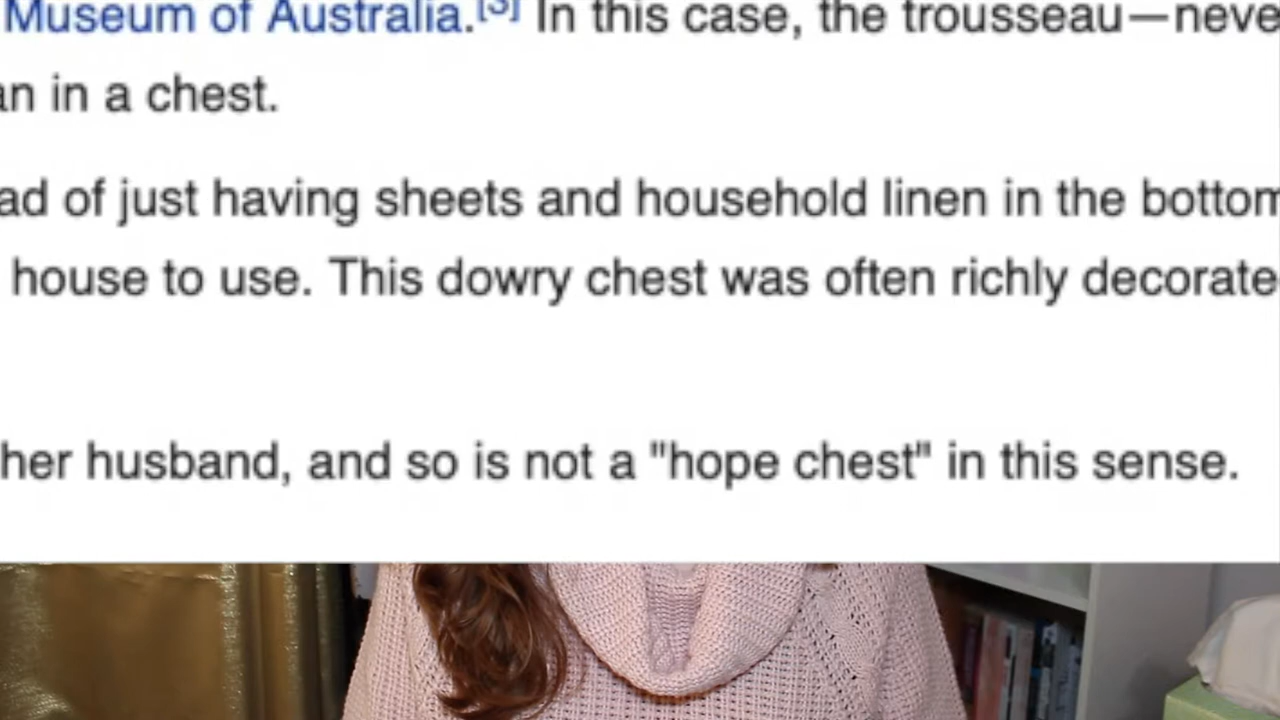 Museum of Australia.[3] In this case, the trousseau—neve
an in a chest.
ad of just having sheets and household linen in the bottom
house to use. This dowry chest was often richly decorate
her husband, and so is not a "hope chest" in this sense.